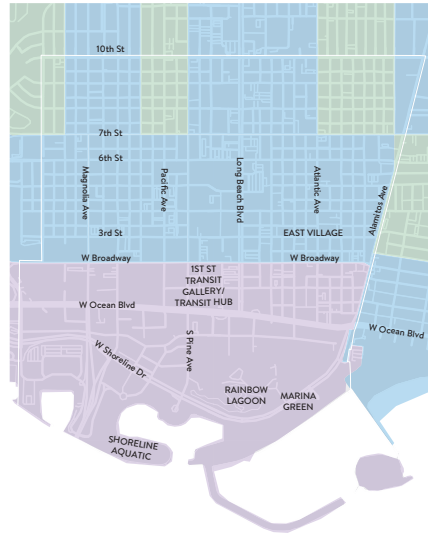 10th St
7th St
6th St
Magnolia Ave
Pacific Ave
Long Beach Blvd
Atlantic Ave
Alamitos Ave
3rd St
EAST VILLAGE
W Broadway
W Broadway
1ST ST
TRANSIT
GALLERY/
TRANSIT HUB
W Ocean Blvd
W Ocean Blvd
S Pine Ave
W Shoreline Dr
RAINBOW
LAGOON
MARINA
GREEN
SHORELINE
AQUATIC